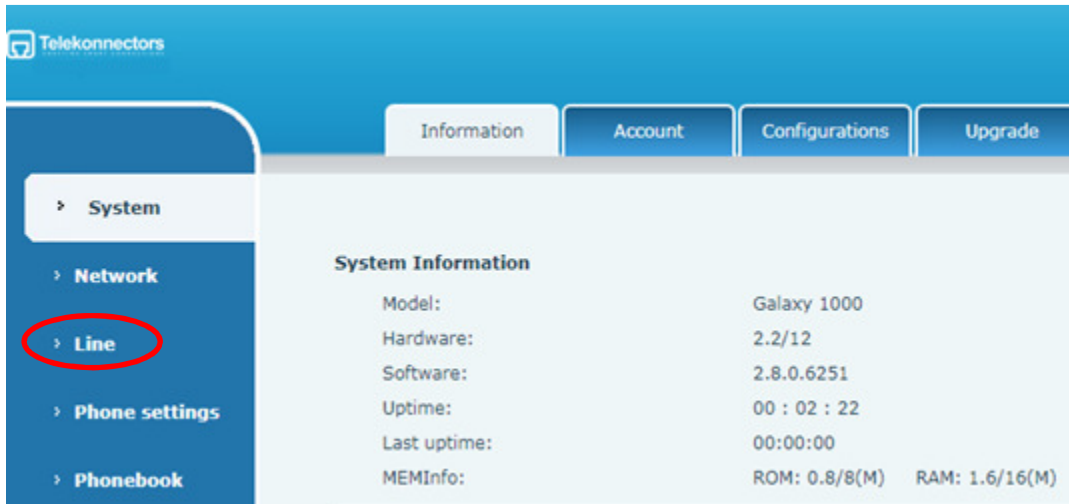 Telekonnectors
Information Account Configurations Upgrade
› System
› Network
› Line
› Phone settings
› Phonebook
System Information
Model: Galaxy 1000
Hardware: 2.2/12
Software: 2.8.0.6251
Uptime: 00 : 02 : 22
Last uptime: 00:00:00
MEMInfo: ROM: 0.8/8(M) RAM: 1.6/16(M)